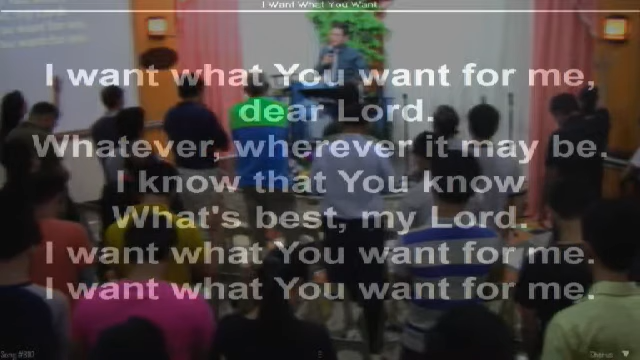 I Want What You Want
I want what You want for me,
dear Lord.
Whatever, wherever it may be.
I know that You know
What's best, my Lord.
I want what You want for me.
I want what You want for me.
Chorus